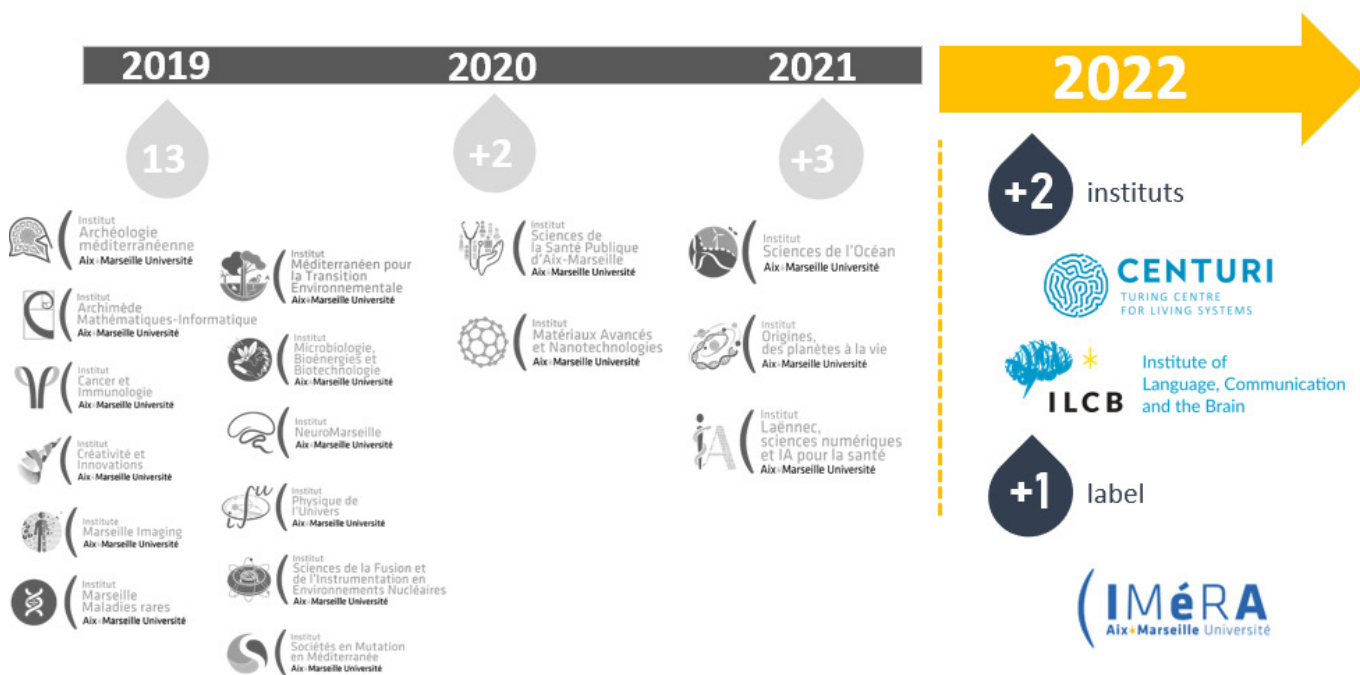 2019
2020
2021
2022
13
+2
+3
+2
instituts
Institut
Archéologie
méditerranéenne
Aix+Marseille Université
Institut
Archimède
Mathématiques-Informatique
Aix+Marseille Université
Institut
Cancer et
Immunologie
Aix+Marseille Université
Institut
Créativité et
Innovations
Aix+Marseille Université
Institute
Marseille Imaging
Aix+Marseille Université
Institut
Marseille
Maladies rares
Aix+Marseille Université
Institut
Méditerranéen pour
la Transition
Environnementale
Aix+Marseille Université
Institut
Microbiologie,
Bioénergies et
Biotechnologie
Aix+Marseille Université
Institut
NeuroMarseille
Aix+Marseille Université
Institut
Physique de
l'Univers
Aix+Marseille Université
Institut
Sciences de la Fusion et
de l'Instrumentation en
Environnements Nucléaires
Aix+Marseille Université
Institut
Sociétés en Mutation
en Méditerranée
Aix+Marseille Université
Institut
Sciences de
la Santé Publique
d'Aix-Marseille
Aix+Marseille Université
Institut
Matériaux Avancés
et Nanotechnologies
Aix+Marseille Université
Institut
Sciences de l'Océan
Aix+Marseille Université
Institut
Origines,
des planètes à la vie
Aix+Marseille Université
iA
Institut
Laënnec,
sciences numériques
et IA pour la santé
Aix+Marseille Université
CENTURI
TURING CENTRE
FOR LIVING SYSTEMS
ILCB
Institute of
Language, Communication
and the Brain
+1
label
IMéRA
Aix+Marseille Université